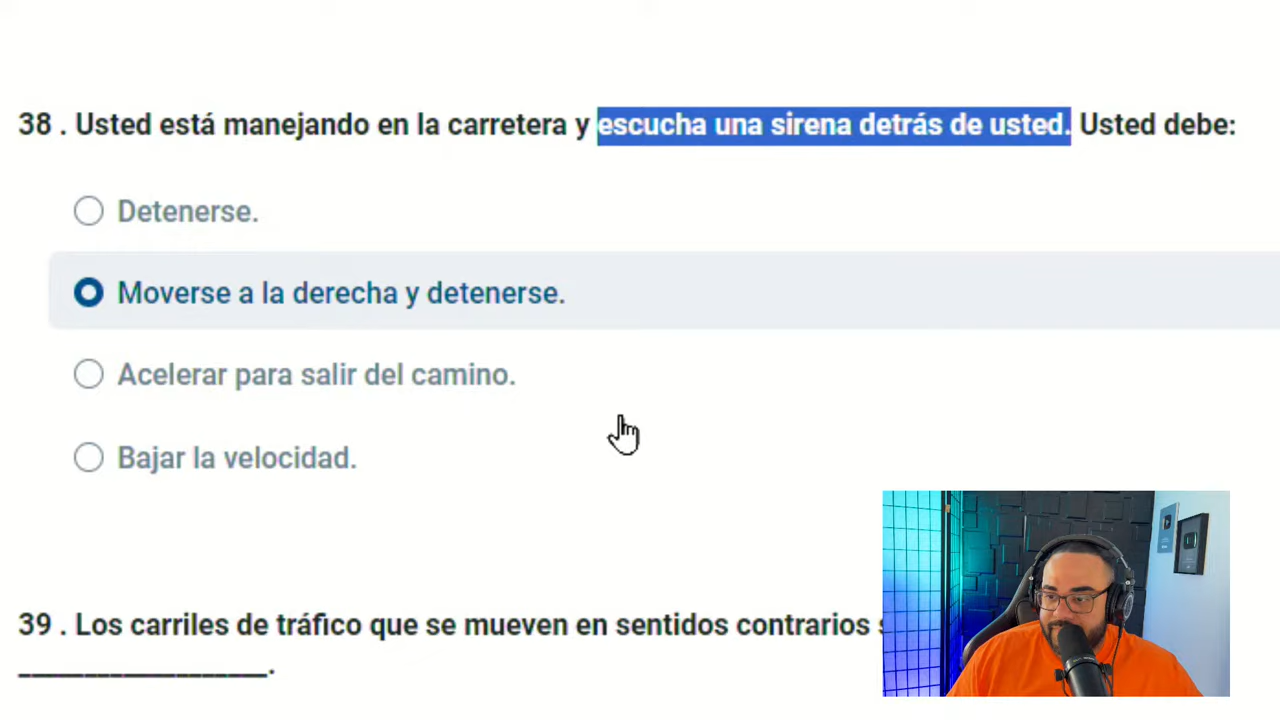 38 . Usted está manejando en la carretera y escucha una sirena detrás de usted. Usted debe:
Detenerse.
Moverse a la derecha y detenerse.
Acelerar para salir del camino.
Bajar la velocidad.
39 . Los carriles de tráfico que se mueven en sentidos contrarios
___________________.